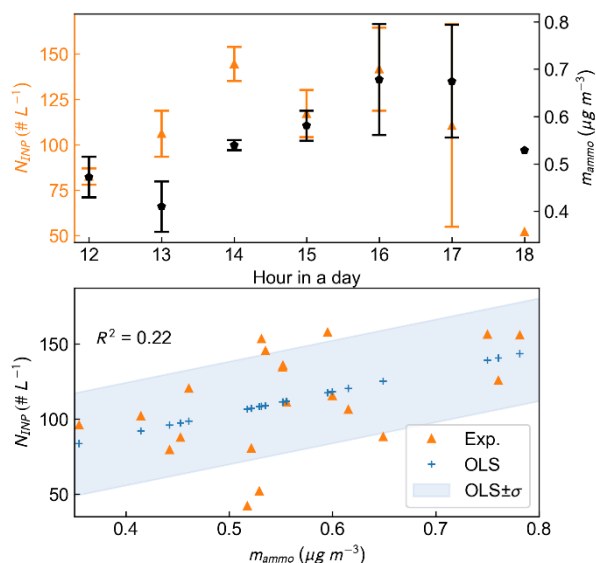 150
125
100
75
50
N_INP (# L⁻¹)
0.8
0.7
0.6
0.5
0.4
m_ammo (µg m⁻³)
12 13 14 15 16 17 18
Hour in a day
R² = 0.22
150
100
50
N_INP (# L⁻¹)
Exp.
OLS
OLS±σ
0.4 0.5 0.6 0.7 0.8
m_ammo (µg m⁻³)